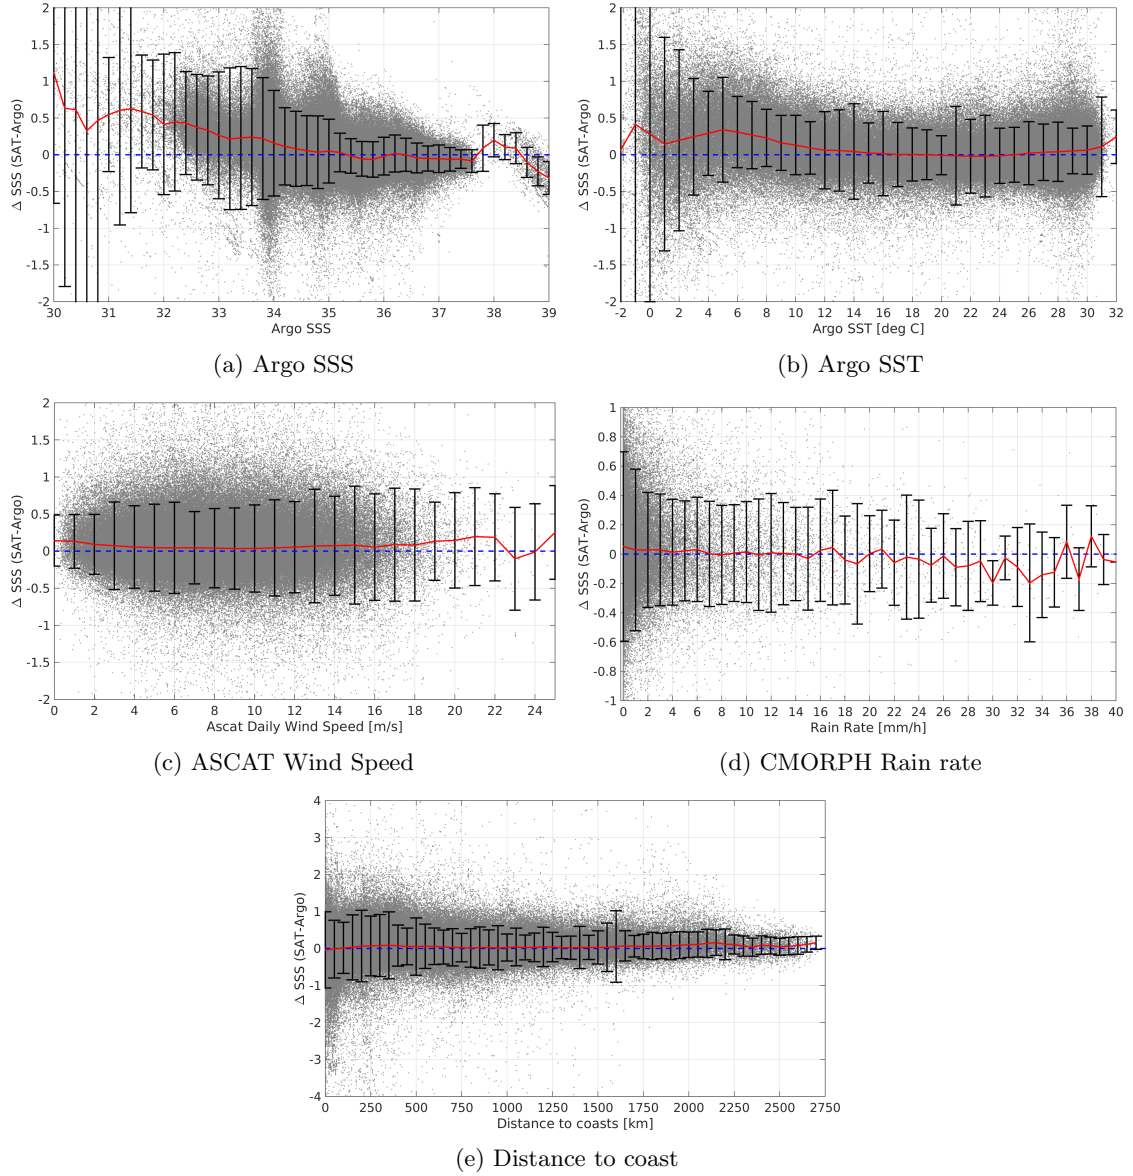 2
1.5
1
0.5
0
-0.5
-1
-1.5
-2
Δ SSS (SAT-Argo)
30 31 32 33 34 35 36 37 38 39
Argo SSS
(a) Argo SSS
2
1.5
1
0.5
0
-0.5
-1
-1.5
-2
Δ SSS (SAT-Argo)
-2 0 2 4 6 8 10 12 14 16 18 20 22 24 26 28 30 32
Argo SST [deg C]
(b) Argo SST
2
1.5
1
0.5
0
-0.5
-1
-1.5
-2
Δ SSS (SAT-Argo)
0 2 4 6 8 10 12 14 16 18 20 22 24
Ascat Daily Wind Speed [m/s]
(c) ASCAT Wind Speed
1
0.8
0.6
0.4
0.2
0
-0.2
-0.4
-0.6
-0.8
-1
Δ SSS (SAT-Argo)
0 2 4 6 8 10 12 14 16 18 20 22 24 26 28 30 32 34 36 38 40
Rain Rate [mm/h]
(d) CMORPH Rain rate
4
3
2
1
0
-1
-2
-3
-4
Δ SSS (SAT-Argo)
0 250 500 750 1000 1250 1500 1750 2000 2250 2500 2750
Distance to coasts [km]
(e) Distance to coast